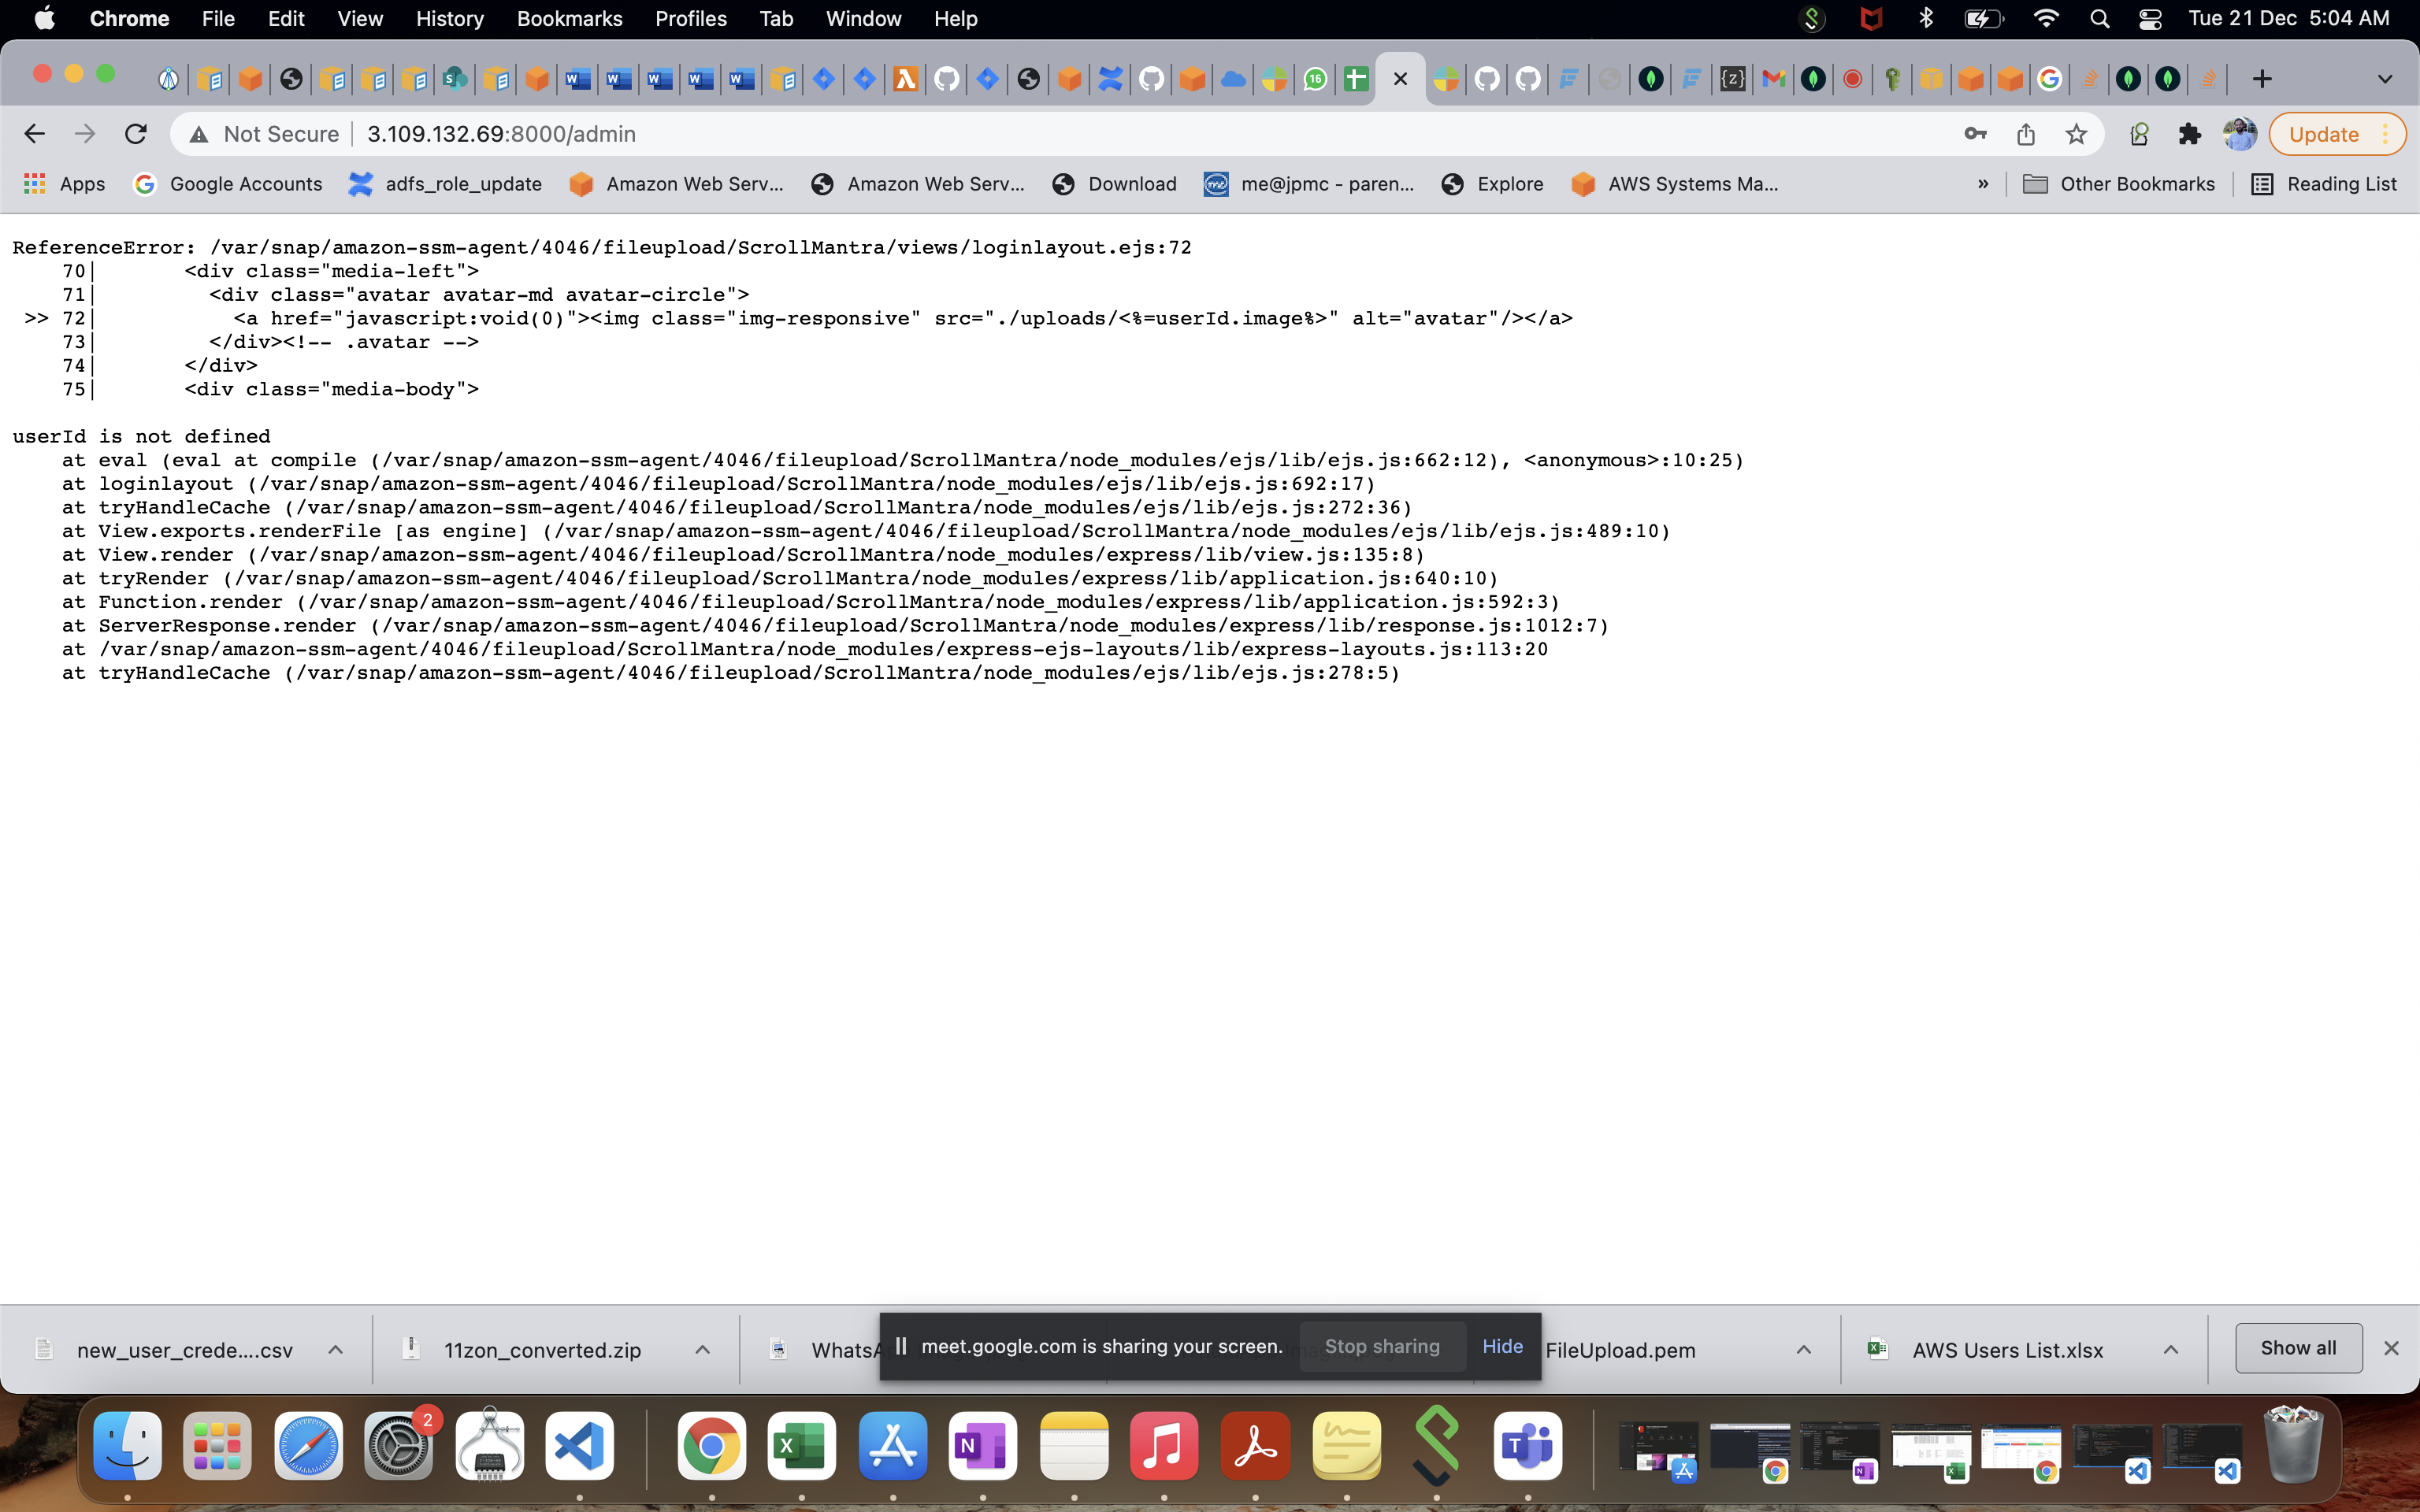 Chrome File Edit View History Bookmarks Profiles Tab Window Help Tue 21 Dec 5:04 AM
16
Not Secure 3.109.132.69:8000/admin Update
Apps Google Accounts adfs_role_update Amazon Web Serv... Amazon Web Serv... Download me@jpmc - paren... Explore AWS Systems Ma... » Other Bookmarks Reading List
ReferenceError: /var/snap/amazon-ssm-agent/4046/fileupload/ScrollMantra/views/loginlayout.ejs:72
70| <div class="media-left">
71| <div class="avatar avatar-md avatar-circle">
>> 72| <a href="javascript:void(0)"><img class="img-responsive" src="./uploads/<%=userId.image%>" alt="avatar"/></a>
73| </div><!-- .avatar -->
74| </div>
75| <div class="media-body">
userId is not defined
at eval (eval at compile (/var/snap/amazon-ssm-agent/4046/fileupload/ScrollMantra/node_modules/ejs/lib/ejs.js:662:12), <anonymous>:10:25)
at loginlayout (/var/snap/amazon-ssm-agent/4046/fileupload/ScrollMantra/node_modules/ejs/lib/ejs.js:692:17)
at tryHandleCache (/var/snap/amazon-ssm-agent/4046/fileupload/ScrollMantra/node_modules/ejs/lib/ejs.js:272:36)
at View.exports.renderFile [as engine] (/var/snap/amazon-ssm-agent/4046/fileupload/ScrollMantra/node_modules/ejs/lib/ejs.js:489:10)
at View.render (/var/snap/amazon-ssm-agent/4046/fileupload/ScrollMantra/node_modules/express/lib/view.js:135:8)
at tryRender (/var/snap/amazon-ssm-agent/4046/fileupload/ScrollMantra/node_modules/express/lib/application.js:640:10)
at Function.render (/var/snap/amazon-ssm-agent/4046/fileupload/ScrollMantra/node_modules/express/lib/application.js:592:3)
at ServerResponse.render (/var/snap/amazon-ssm-agent/4046/fileupload/ScrollMantra/node_modules/express/lib/response.js:1012:7)
at /var/snap/amazon-ssm-agent/4046/fileupload/ScrollMantra/node_modules/express-ejs-layouts/lib/express-layouts.js:113:20
at tryHandleCache (/var/snap/amazon-ssm-agent/4046/fileupload/ScrollMantra/node_modules/ejs/lib/ejs.js:278:5)
new_user_crede....csv 11zon_converted.zip WhatsA meet.google.com is sharing your screen. Stop sharing Hide FileUpload.pem AWS Users List.xlsx Show all
2